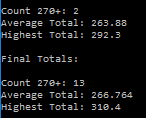 Count 270+: 2
Average Total: 263.88
Highest Total: 292.3
Final Totals:
Count 270+: 13
Average Total: 266.764
Highest Total: 310.4